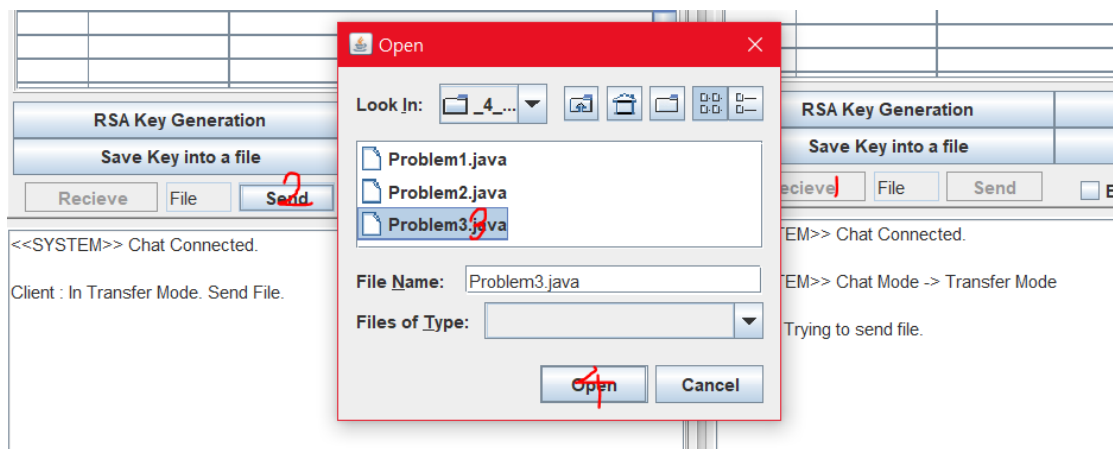 RSA Key Generation
Save Key into a file
Recieve File Send
2
<<SYSTEM>> Chat Connected.
Client : In Transfer Mode. Send File.
Open
Look In: _4_...
Problem1.java
Problem2.java
Problem3.java
3
File Name: Problem3.java
Files of Type:
Open Cancel
4
RSA Key Generation
Save Key into a file
ecieve File Send
1
TEM>> Chat Connected.
TEM>> Chat Mode -> Transfer Mode
Trying to send file.